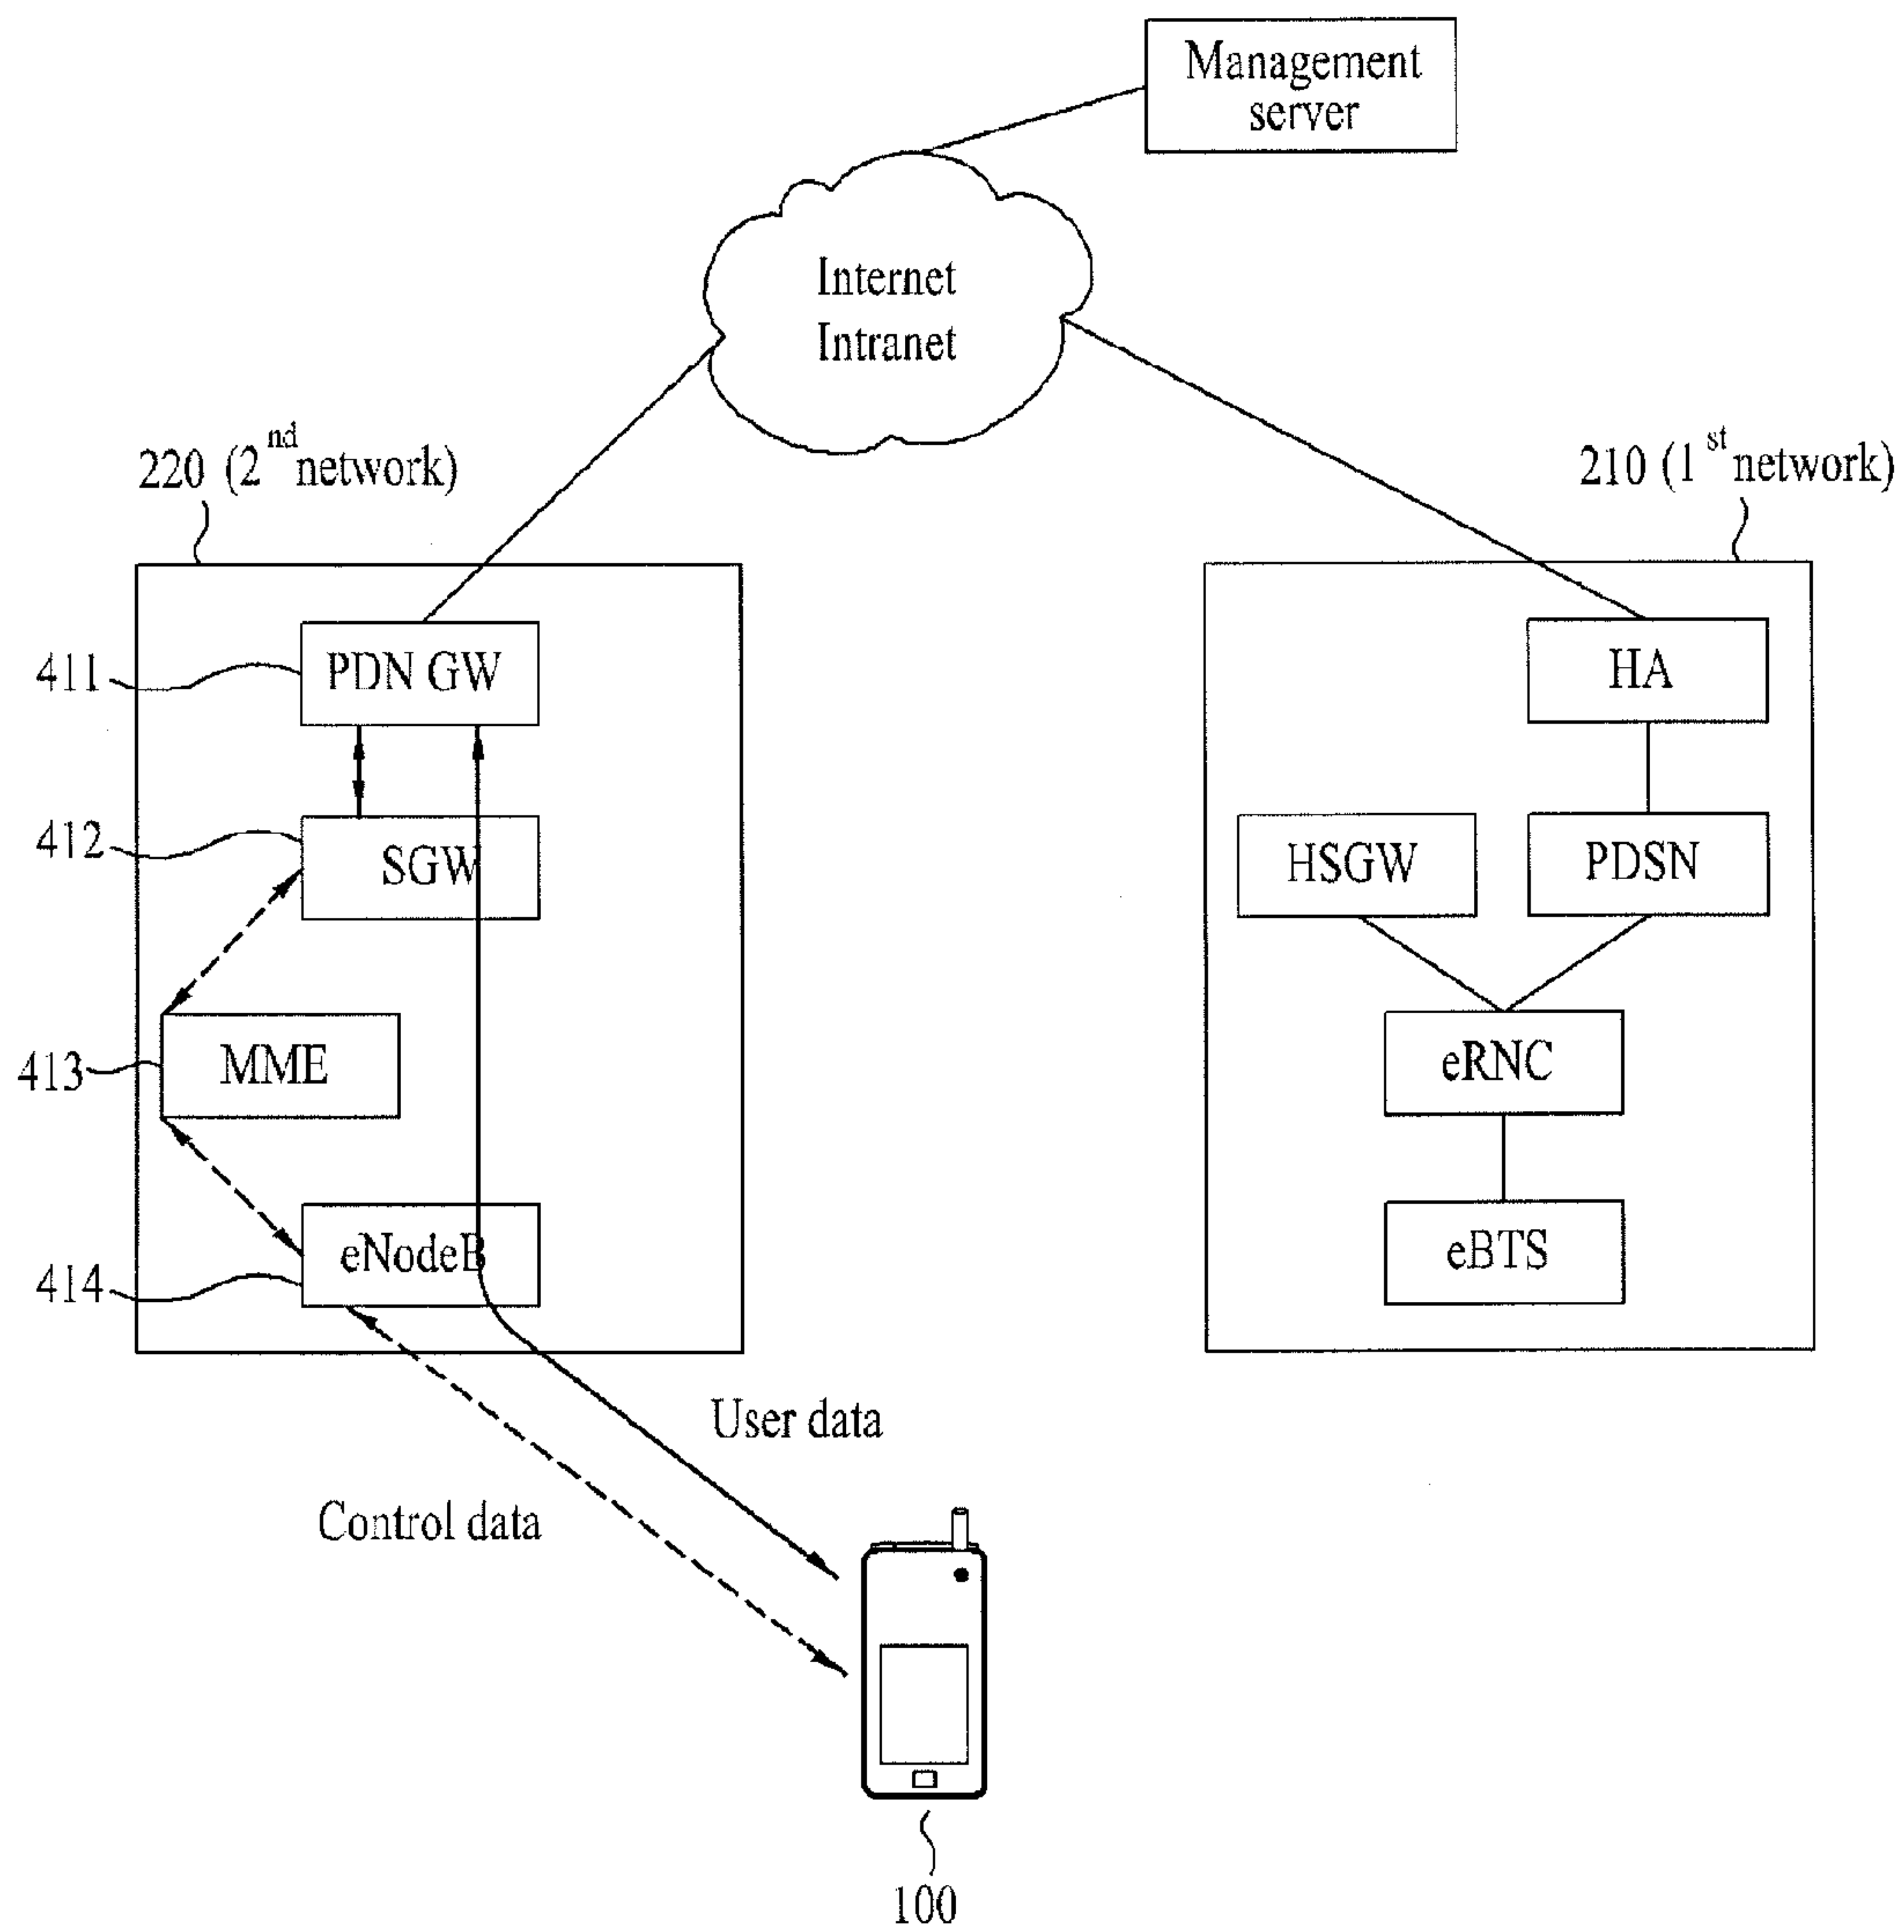 Management
server
Internet
Intranet
220 (2nd network)
210 (1st network)
411
PDN GW
HA
412
SGW
HSGW
PDSN
413
MME
eRNC
414
eNodeB
eBTS
User data
Control data
100